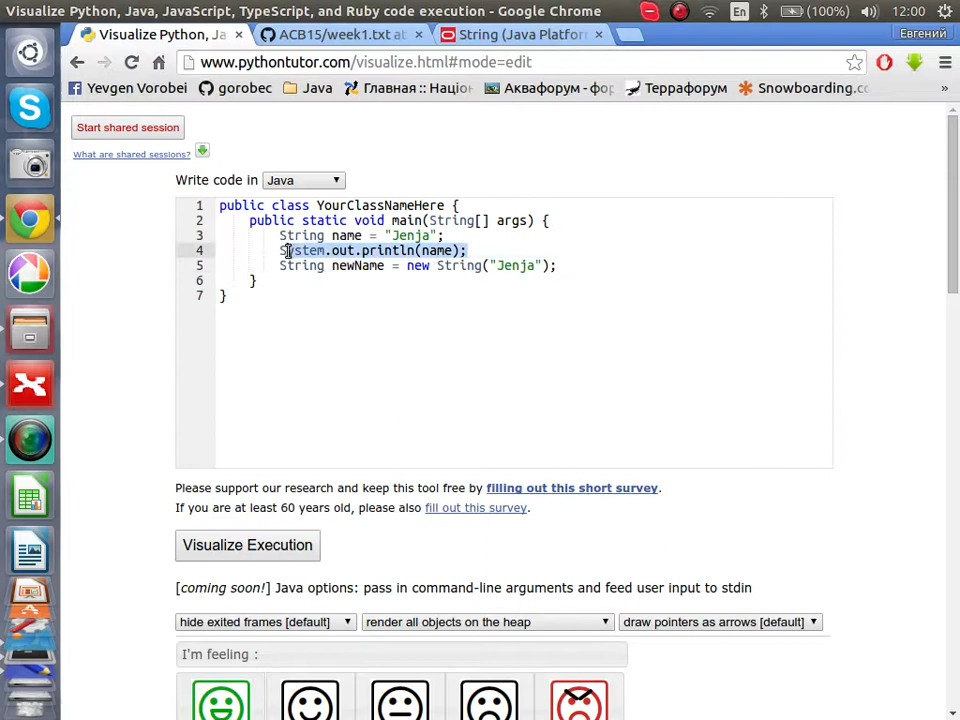 Visualize Python, Java, JavaScript, TypeScript, and Ruby code execution - Google Chrome
En
(100%)
12:00
Visualize Python, J
ACB15/week1.txt at
String (Java Platfor
Евгений
www.pythontutor.com/visualize.html#mode=edit
Yevgen Vorobei
gorobec
Java
Главная :: Націон
Аквафорум - фор
Террафорум
Snowboarding.co
»
Start shared session
What are shared sessions?
Write code in Java
1 public class YourClassNameHere {
2 public static void main(String[] args) {
3 String name = "Jenja";
4 System.out.println(name);
5 String newName = new String("Jenja");
6 }
7 }
Please support our research and keep this tool free by filling out this short survey.
If you are at least 60 years old, please also fill out this survey.
Visualize Execution
[coming soon!] Java options: pass in command-line arguments and feed user input to stdin
hide exited frames [default]
render all objects on the heap
draw pointers as arrows [default]
I'm feeling :